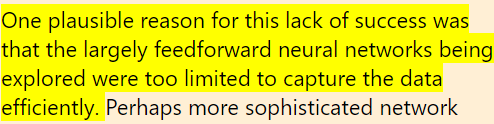 One plausible reason for this lack of success was
that the largely feedforward neural networks being
explored were too limited to capture the data
efficiently. Perhaps more sophisticated network